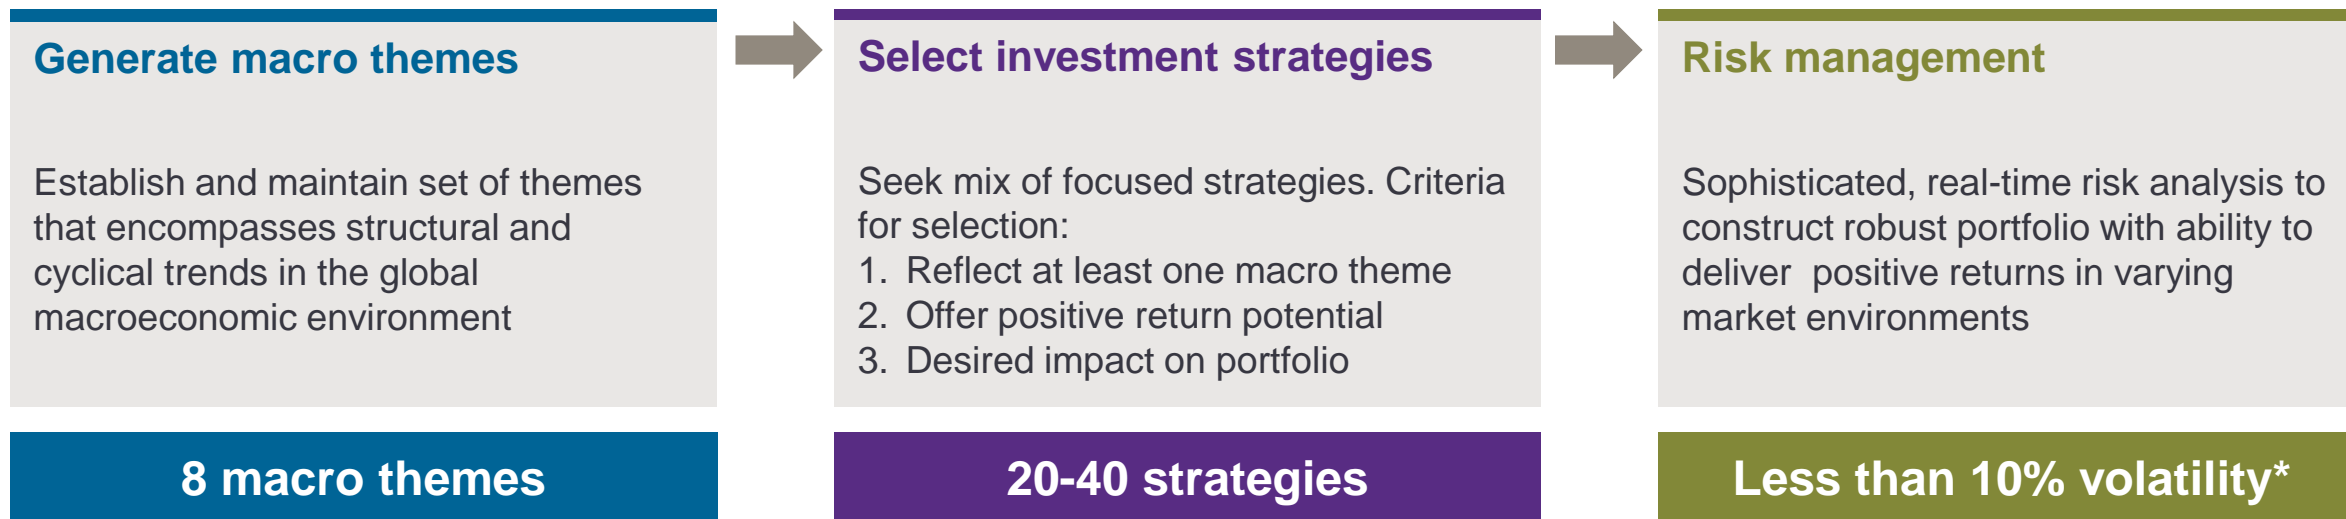 Generate macro themes
Establish and maintain set of themes
that encompasses structural and
cyclical trends in the global
macroeconomic environment
8 macro themes
Select investment strategies
Seek mix of focused strategies. Criteria
for selection:
1. Reflect at least one macro theme
2. Offer positive return potential
3. Desired impact on portfolio
20-40 strategies
Risk management
Sophisticated, real-time risk analysis to
construct robust portfolio with ability to
deliver  positive returns in varying
market environments
Less than 10% volatility*